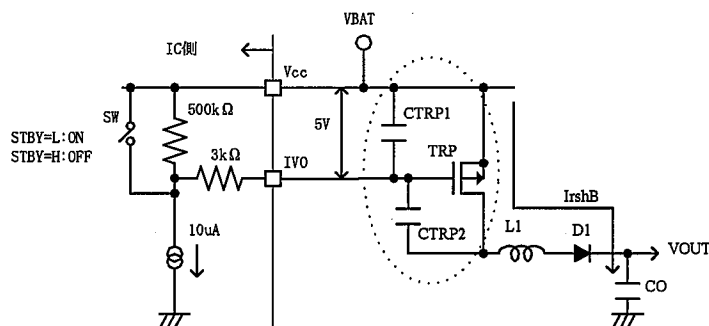 VBAT
IC側
Vcc
SW
500kΩ
5V
CTRP1
STBY=L:ON
STBY=H:OFF
3kΩ
IVO
TRP
IrshB
10uA
CTRP2
L1
D1
VOUT
CO